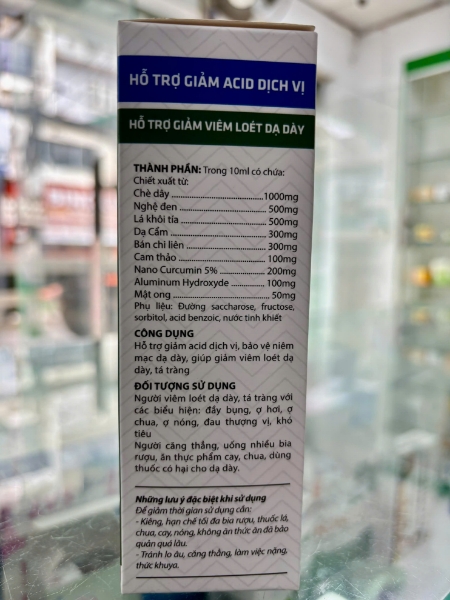 HỖ TRỢ GIẢM ACID DỊCH VỊ
HỖ TRỢ GIẢM VIÊM LOÉT DẠ DÀY
THÀNH PHẦN: Trong 10ml có chứa:
Chiết xuất từ:
Chè dây ................................1000mg
Nghệ đen ............................. 500mg
Lá khôi tía ............................ 500mg
Dạ Cẩm ................................ 300mg
Bán chi liên .......................... 300mg
Cam thảo ............................. 100mg
Nano Curcumin 5% ................ 200mg
Aluminum Hydroxyde ............ 100mg
Mật ong ................................. 50mg
Phụ liệu: Đường saccharose, fructose,
sorbitol, acid benzoic, nước tinh khiết
CÔNG DỤNG
Hỗ trợ giảm acid dịch vị, bảo vệ niêm
mạc dạ dày, giúp giảm viêm loét dạ
dày, tá tràng
ĐỐI TƯỢNG SỬ DỤNG
Người viêm loét dạ dày, tá tràng với
các biểu hiện: đầy bụng, ợ hơi, ợ
chua, ợ nóng, đau thượng vị, khó
tiêu
Người căng thẳng, uống nhiều bia
rượu, ăn thực phẩm cay, chua, dùng
thuốc có hại cho dạ dày.
Những lưu ý đặc biệt khi sử dụng
Để giảm thời gian sử dụng cần:
- Kiêng, hạn chế tối đa bia rượu, thuốc lá,
chua, cay, nóng, không ăn thức ăn đã bảo
quản quá lâu.
- Tránh lo âu, căng thẳng, làm việc nặng,
thức khuya.